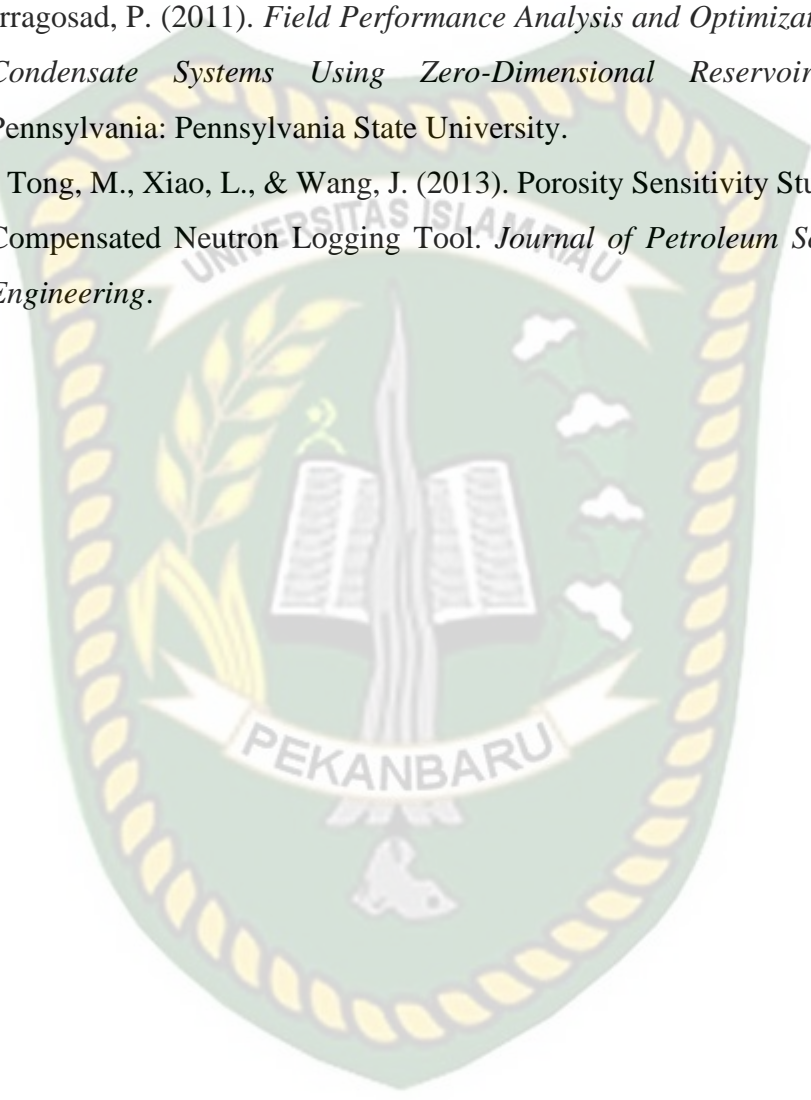 rragosad, P. (2011). Field Performance Analysis and Optimizat
Condensate Systems Using Zero-Dimensional Reservoir
Pennsylvania: Pennsylvania State University.
Tong, M., Xiao, L., & Wang, J. (2013). Porosity Sensitivity Stu
Compensated Neutron Logging Tool. Journal of Petroleum Sc
Engineering.
UNIVERSITAS ISLAM RIAU
PEKANBARU